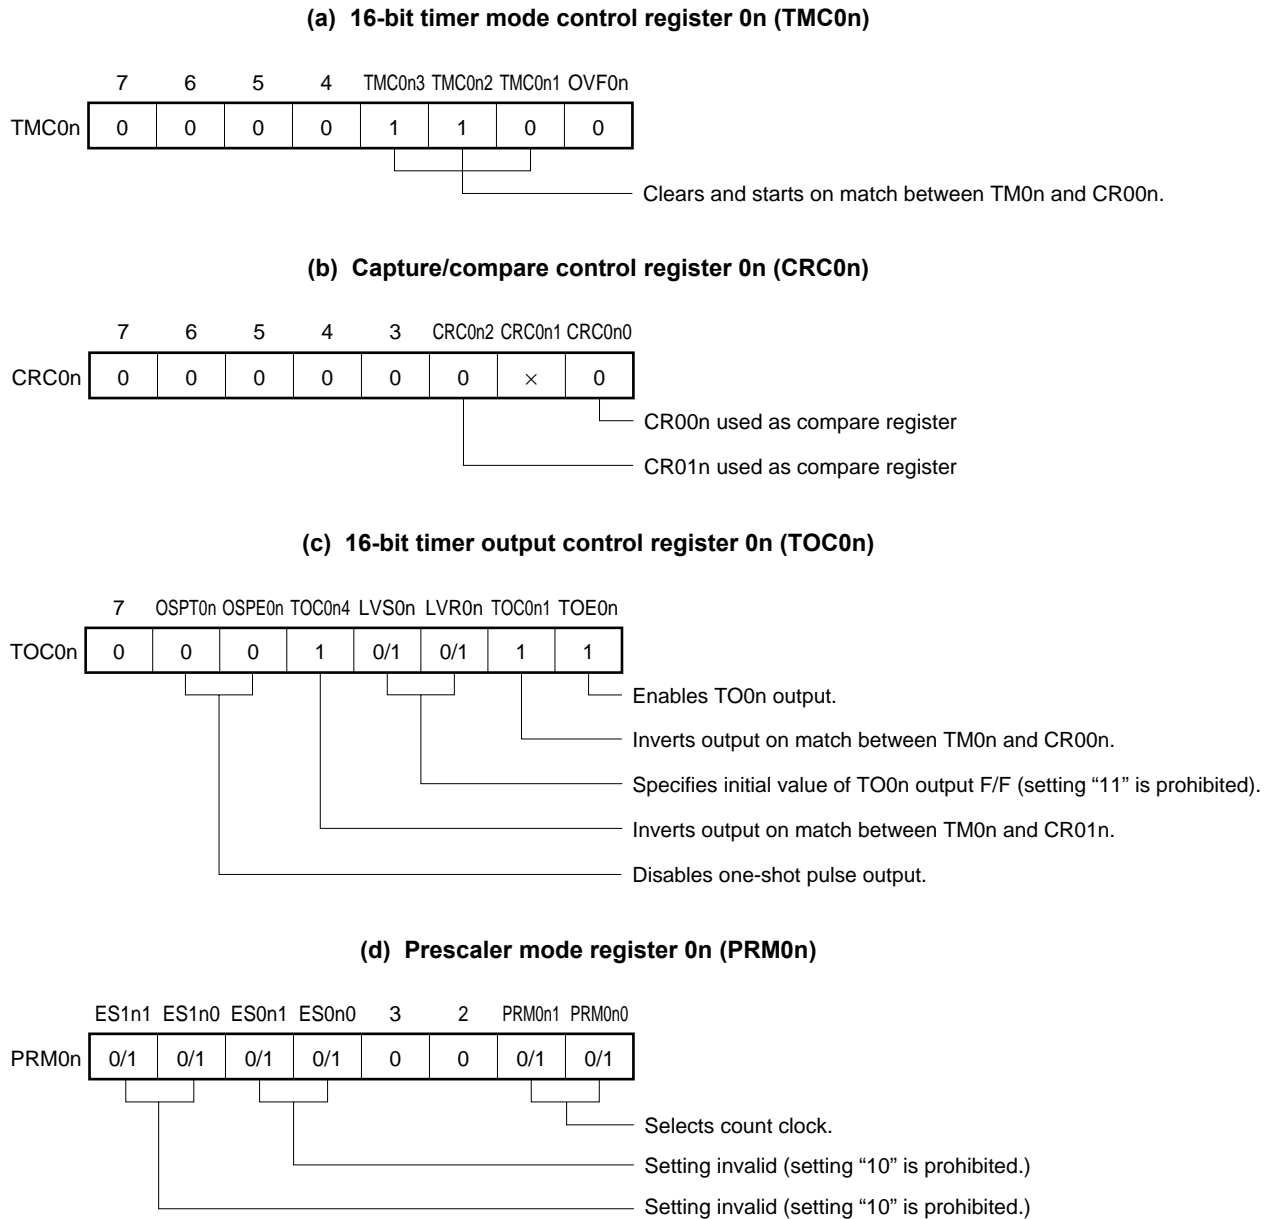 (a) 16-bit timer mode control register 0n (TMC0n)
7 6 5 4 TMC0n3 TMC0n2 TMC0n1 OVF0n
TMC0n 0 0 0 0 1 1 0 0
Clears and starts on match between TM0n and CR00n.
(b) Capture/compare control register 0n (CRC0n)
7 6 5 4 3 CRC0n2 CRC0n1 CRC0n0
CRC0n 0 0 0 0 0 0 × 0
CR00n used as compare register
CR01n used as compare register
(c) 16-bit timer output control register 0n (TOC0n)
7 OSPT0n OSPE0n TOC0n4 LVS0n LVR0n TOC0n1 TOE0n
TOC0n 0 0 0 1 0/1 0/1 1 1
Enables TO0n output.
Inverts output on match between TM0n and CR00n.
Specifies initial value of TO0n output F/F (setting “11” is prohibited).
Inverts output on match between TM0n and CR01n.
Disables one-shot pulse output.
(d) Prescaler mode register 0n (PRM0n)
ES1n1 ES1n0 ES0n1 ES0n0 3 2 PRM0n1 PRM0n0
PRM0n 0/1 0/1 0/1 0/1 0 0 0/1 0/1
Selects count clock.
Setting invalid (setting “10” is prohibited.)
Setting invalid (setting “10” is prohibited.)